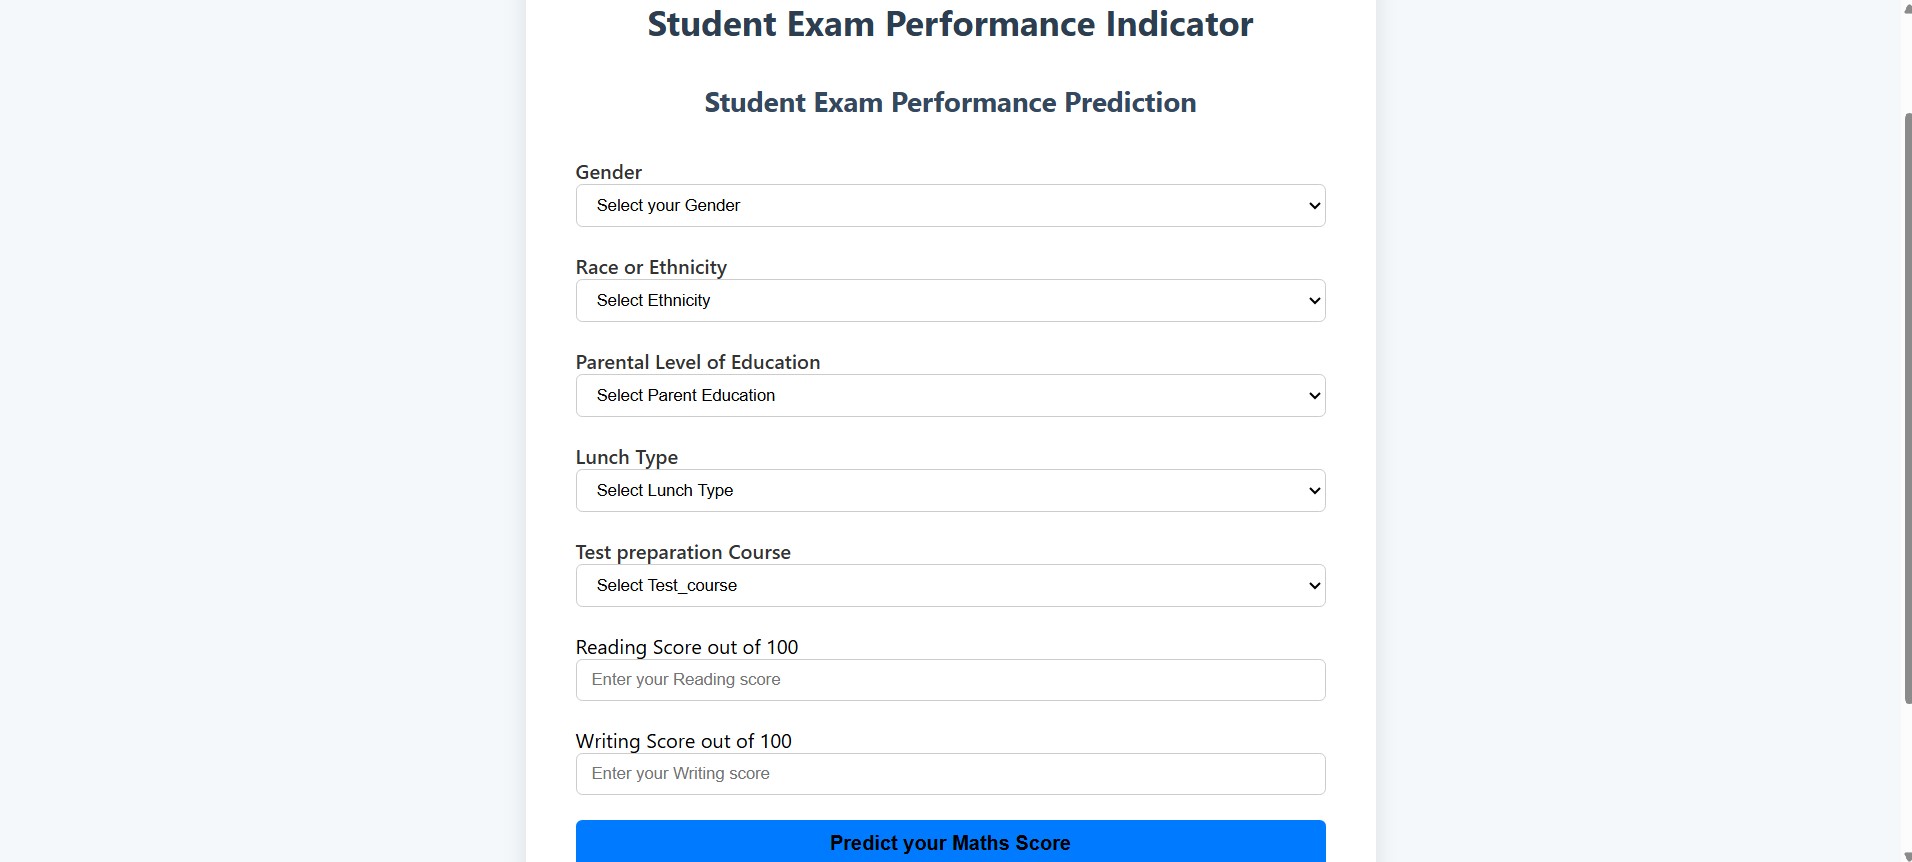 Student Exam Performance Indicator
Student Exam Performance Prediction
Gender
Select your Gender
Race or Ethnicity
Select Ethnicity
Parental Level of Education
Select Parent Education
Lunch Type
Select Lunch Type
Test preparation Course
Select Test_course
Reading Score out of 100
Enter your Reading score
Writing Score out of 100
Enter your Writing score
Predict your Maths Score